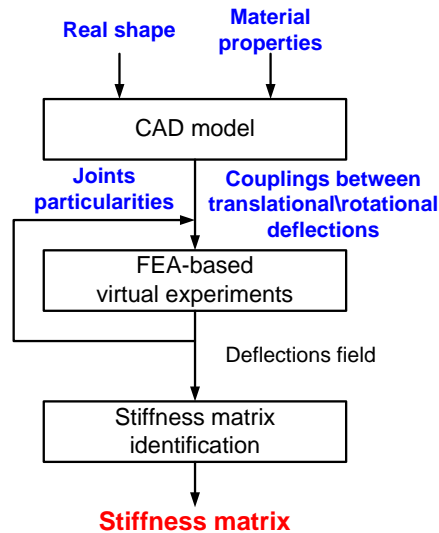 Real shape
Material
properties
CAD model
Joints
particularities
Couplings between
translational\rotational
deflections
FEA-based
virtual experiments
Deflections field
Stiffness matrix
identification
Stiffness matrix